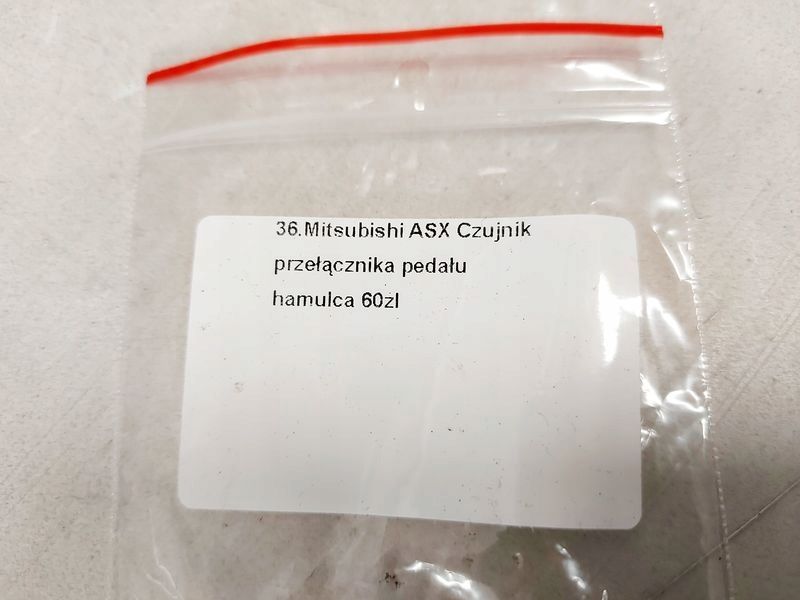 36.Mitsubishi ASX Czujnik
przełącznika pedału
hamulca 60zl